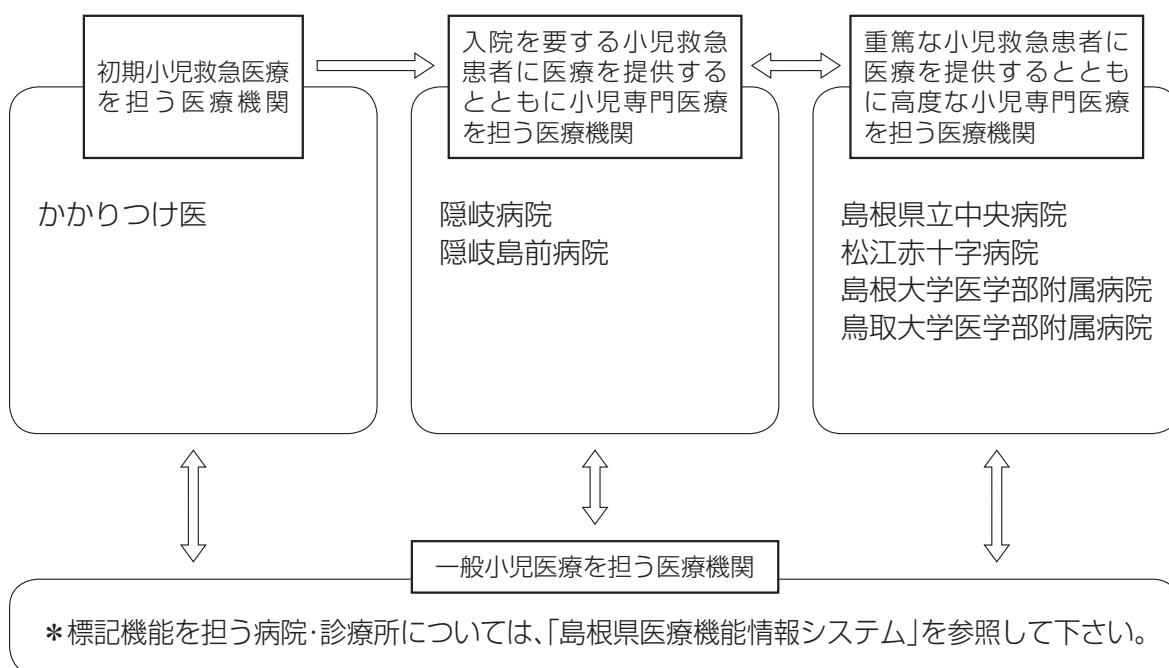 初期小児救急医療
を担う医療機関
かかりつけ医
入院を要する小児救急
患者に医療を提供する
とともに小児専門医療
を担う医療機関
隠岐病院
隠岐島前病院
重篤な小児救急患者に
医療を提供するととも
に高度な小児専門医療
を担う医療機関
島根県立中央病院
松江赤十字病院
島根大学医学部附属病院
鳥取大学医学部附属病院
一般小児医療を担う医療機関
*標記機能を担う病院・診療所については、「島根県医療機能情報システム」を参照して下さい。